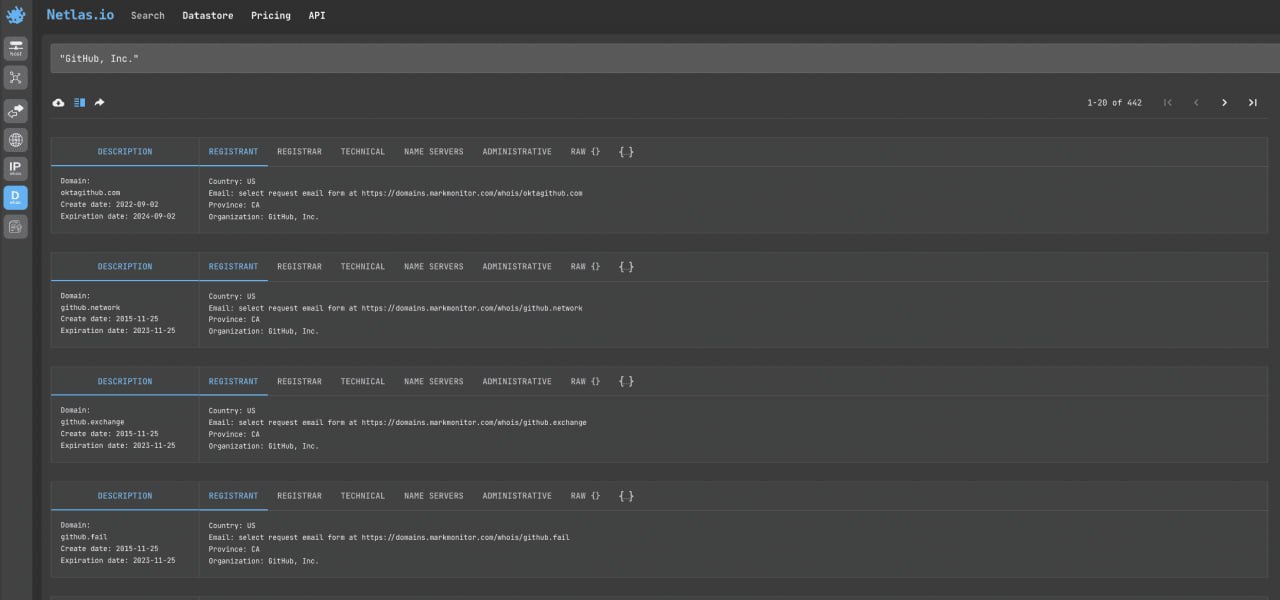 Netlas.io Search Datastore Pricing API
"GitHub, Inc."
1-20 of 442
host
IP
whois
D
whois
DESCRIPTION REGISTRANT REGISTRAR TECHNICAL NAME SERVERS ADMINISTRATIVE RAW {} {…}
Domain:
oktagithub.com
Create date: 2022-09-02
Expiration date: 2024-09-02
Country: US
Email: select request email form at https://domains.markmonitor.com/whois/oktagithub.com
Province: CA
Organization: GitHub, Inc.
DESCRIPTION REGISTRANT REGISTRAR TECHNICAL NAME SERVERS ADMINISTRATIVE RAW {} {…}
Domain:
github.network
Create date: 2015-11-25
Expiration date: 2023-11-25
Country: US
Email: select request email form at https://domains.markmonitor.com/whois/github.network
Province: CA
Organization: GitHub, Inc.
DESCRIPTION REGISTRANT REGISTRAR TECHNICAL NAME SERVERS ADMINISTRATIVE RAW {} {…}
Domain:
github.exchange
Create date: 2015-11-25
Expiration date: 2023-11-25
Country: US
Email: select request email form at https://domains.markmonitor.com/whois/github.exchange
Province: CA
Organization: GitHub, Inc.
DESCRIPTION REGISTRANT REGISTRAR TECHNICAL NAME SERVERS ADMINISTRATIVE RAW {} {…}
Domain:
github.fail
Create date: 2015-11-25
Expiration date: 2023-11-25
Country: US
Email: select request email form at https://domains.markmonitor.com/whois/github.fail
Province: CA
Organization: GitHub, Inc.